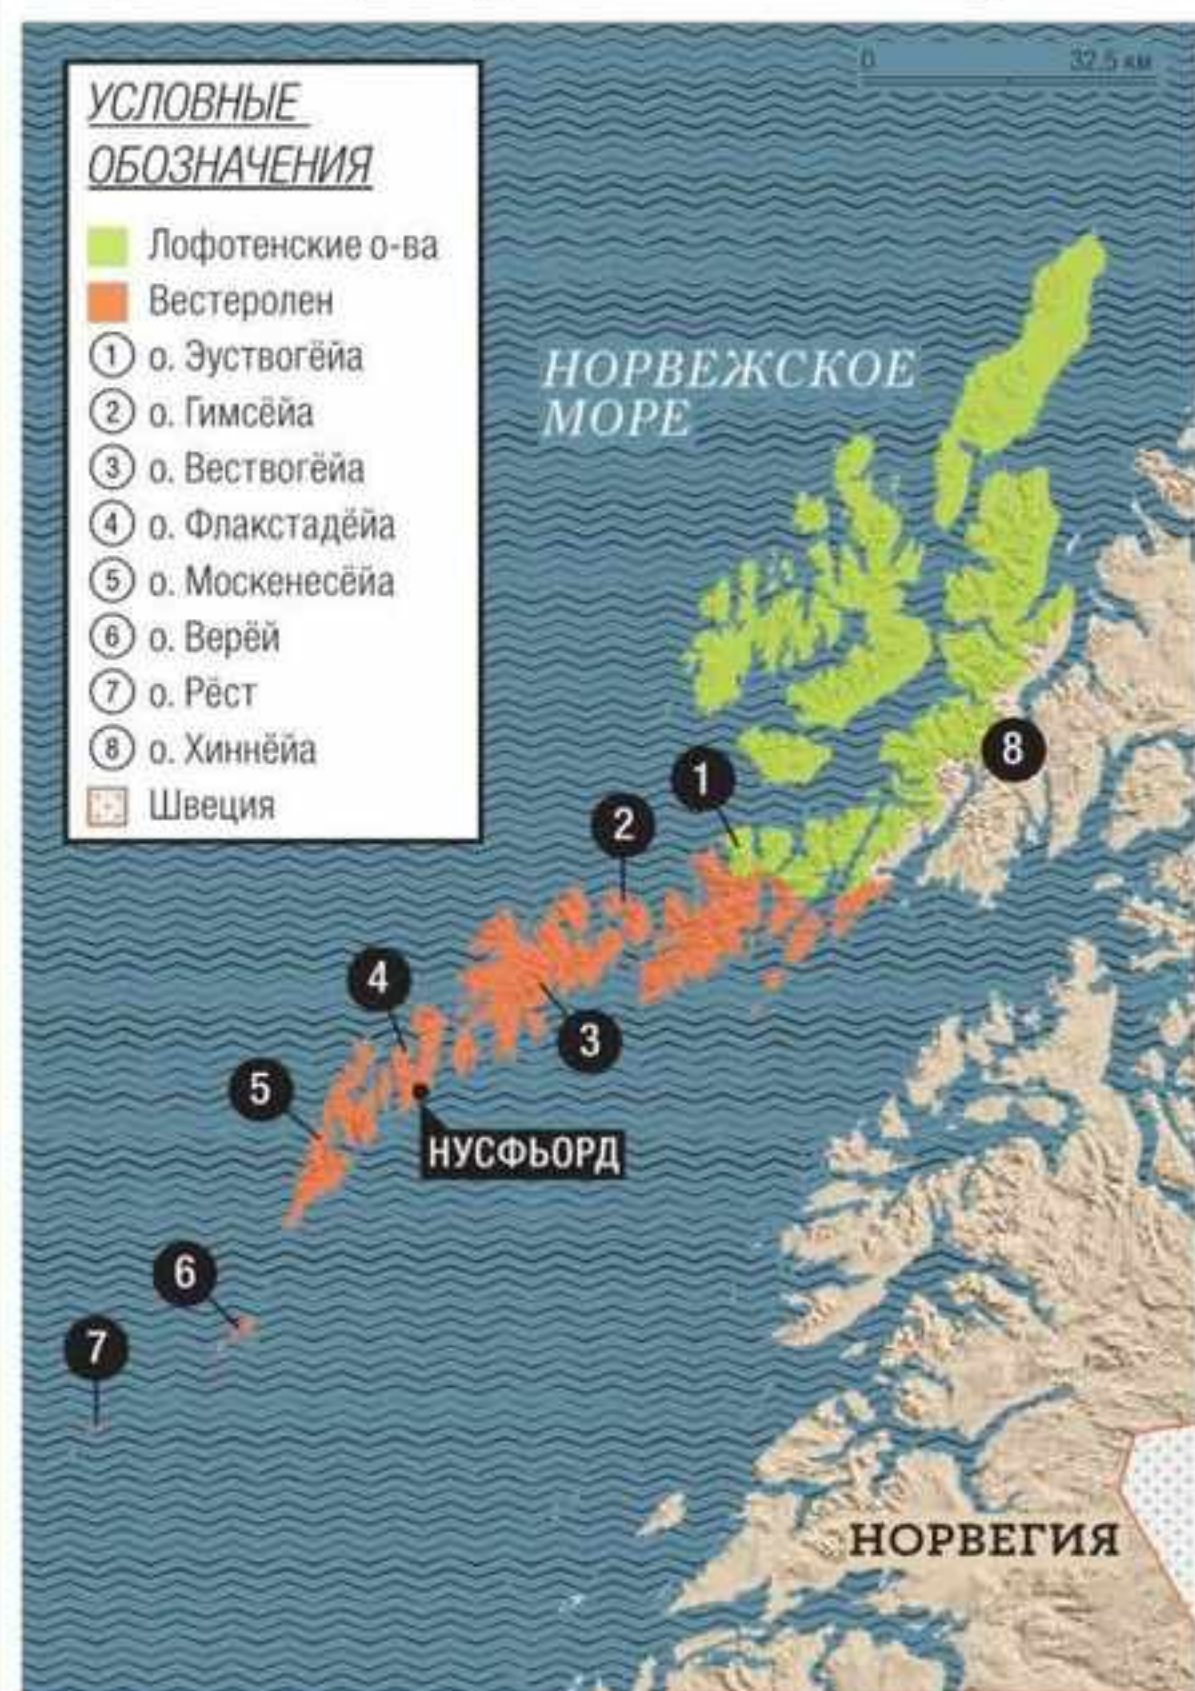 УСЛОВНЫЕ
ОБОЗНАЧЕНИЯ
Лофотенские о-ва
Вестеролен
1 о. Эуствогёйа
2 о. Гимсёйа
3 о. Вествогёйа
4 о. Флакстадёйа
5 о. Москенесёйа
6 о. Верёй
7 о. Рёст
8 о. Хиннёйа
Швеция
0 32,5 км
НОРВЕЖСКОЕ
МОРЕ
8
1
2
4
3
5
НУСФЬОРД
6
7
НОРВЕГИЯ